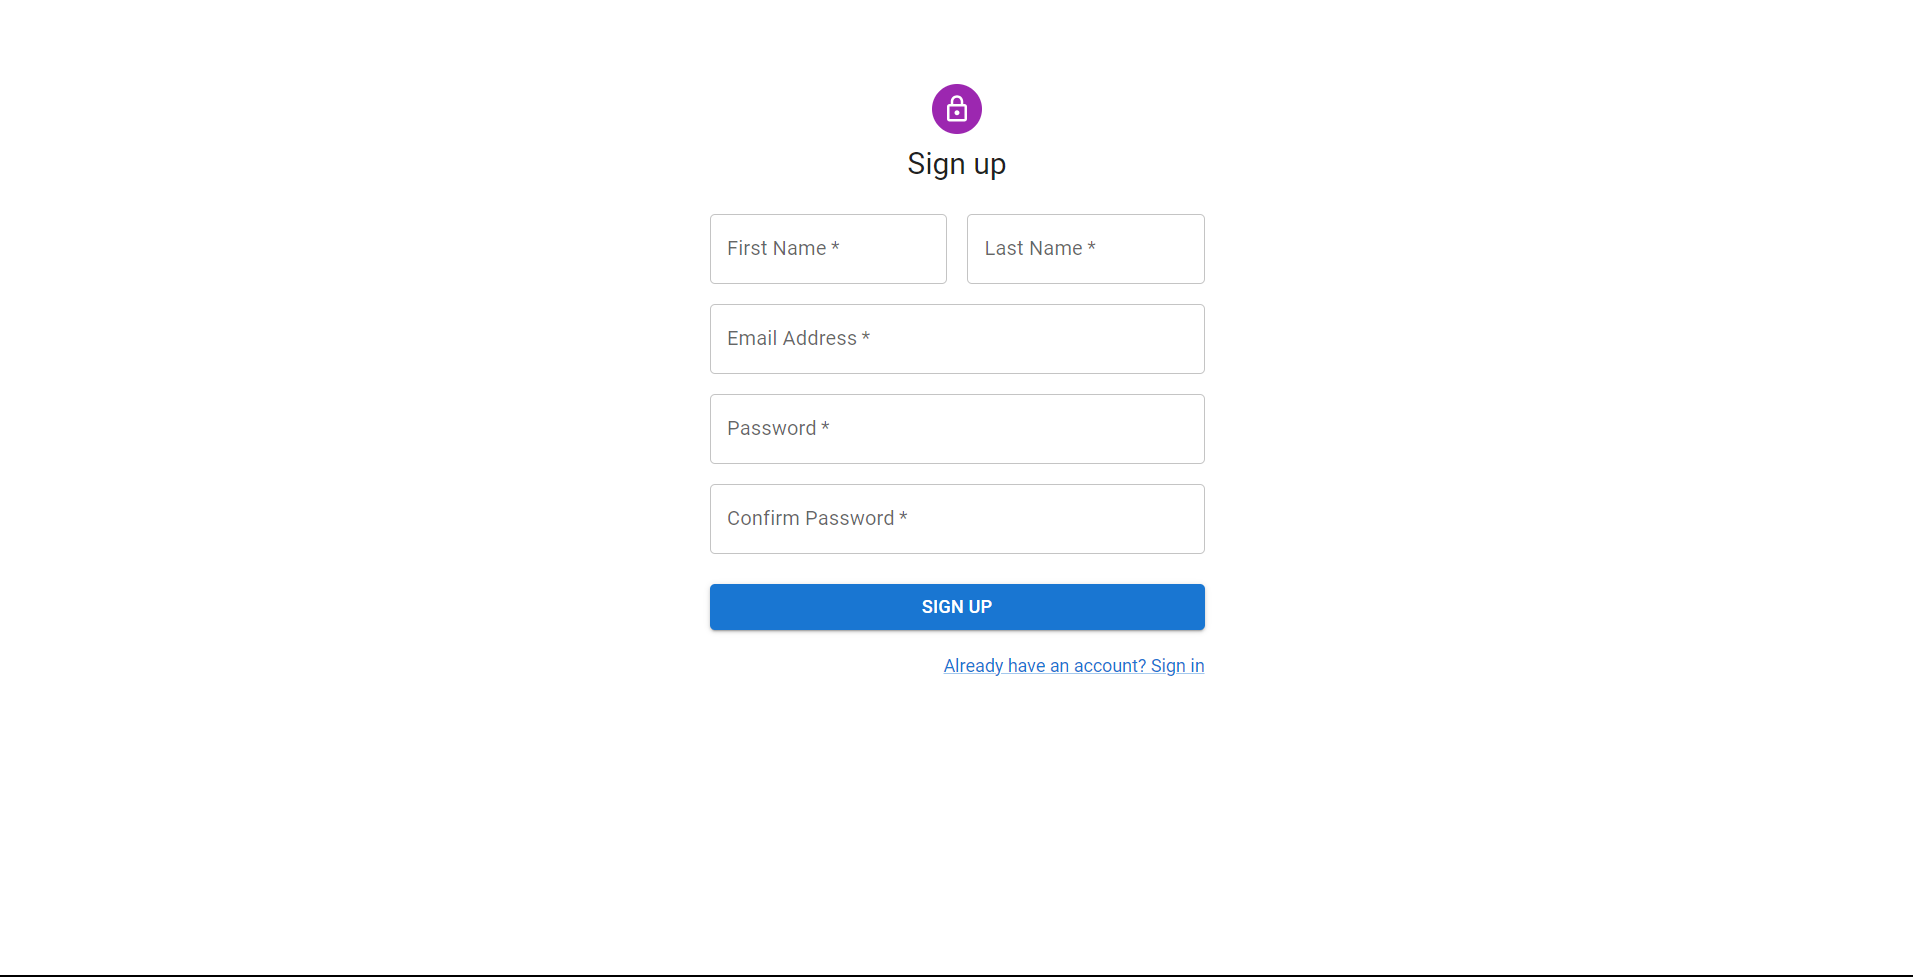 Sign up
First Name *
Last Name *
Email Address *
Password *
Confirm Password *
SIGN UP
Already have an account? Sign in